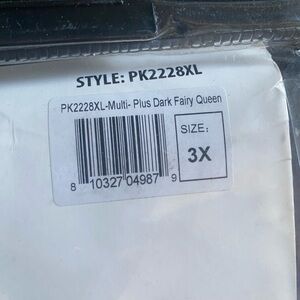 STYLE: PK2228XL
PK2228XL-Multi- Plus Dark Fairy Queen
SIZE:
3X
8 10327 04987 9